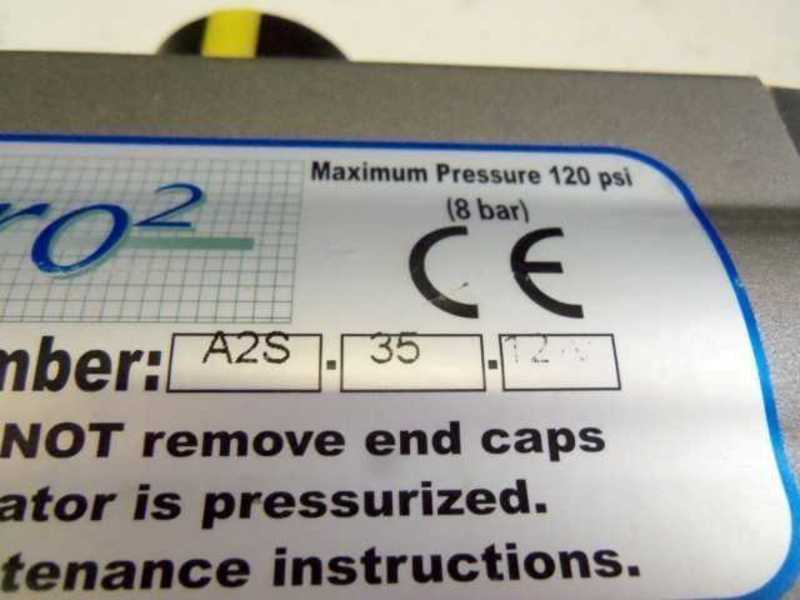 Maximum Pressure 120 psi
(8 bar)
ro²
CE
mber: A2S . 35 . 12
NOT remove end caps
ator is pressurized.
tenance instructions.